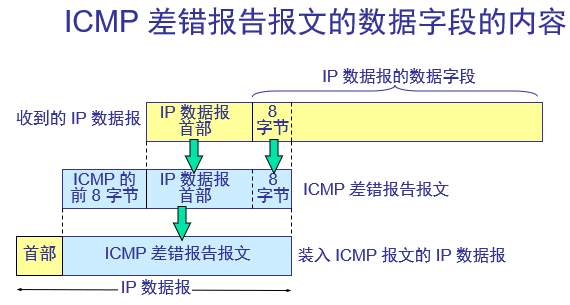 ICMP 差错报告报文的数据字段的内容
IP 数据报的数据字段
收到的 IP 数据报
IP 数据报
首部
8
字节
ICMP 的
前 8 字节
IP 数据报
首部
8
字节
ICMP 差错报告报文
首部
ICMP 差错报告报文
装入 ICMP 报文的 IP 数据报
IP 数据报